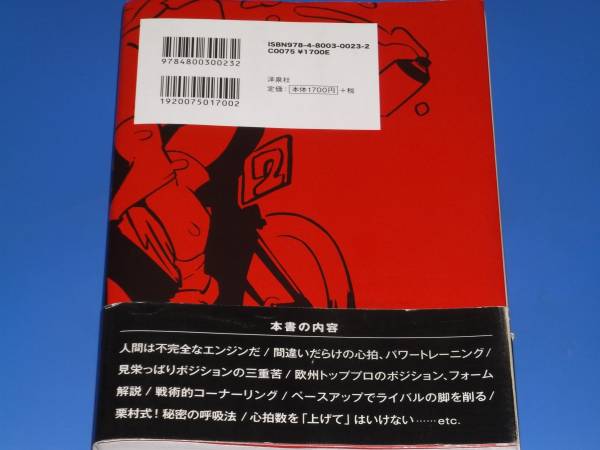 ISBN978-4-8003-0023-2
C0075 ¥1700E
9784800300232
洋泉社
定価:本体1700円+税
1920075017002
2
本書の内容
人間は不完全なエンジンだ / 間違いだらけの心拍、パワートレーニング /
見栄っぱりポジションの三重苦 / 欧州トッププロのポジション、フォーム
解説 / 戦術的コーナーリング / ペースアップでライバルの脚を削る /
栗村式!秘密の呼吸法 / 心拍数を「上げて」はいけない……etc.